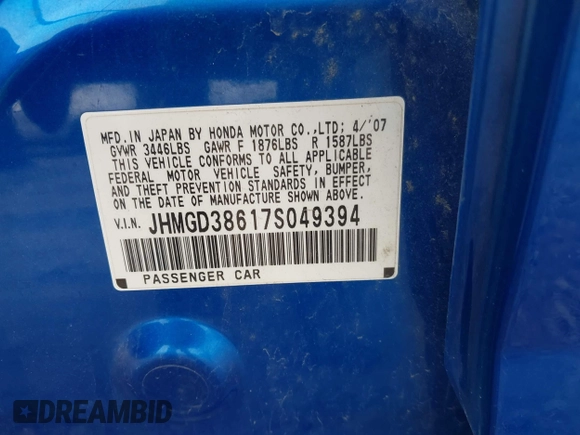 MFD. IN JAPAN BY HONDA MOTOR CO., LTD; 4/'07
GVWR 3446LBS GAWR F 1876LBS R 1587LBS
THIS VEHICLE CONFORMS TO ALL APPLICABLE
FEDERAL MOTOR VEHICLE SAFETY, BUMPER,
AND THEFT PREVENTION STANDARDS IN EFFECT
ON THE DATE OF MANUFACTURE SHOWN ABOVE.
V.I.N. JHMGD38617S049394
PASSENGER CAR
DREAMBID